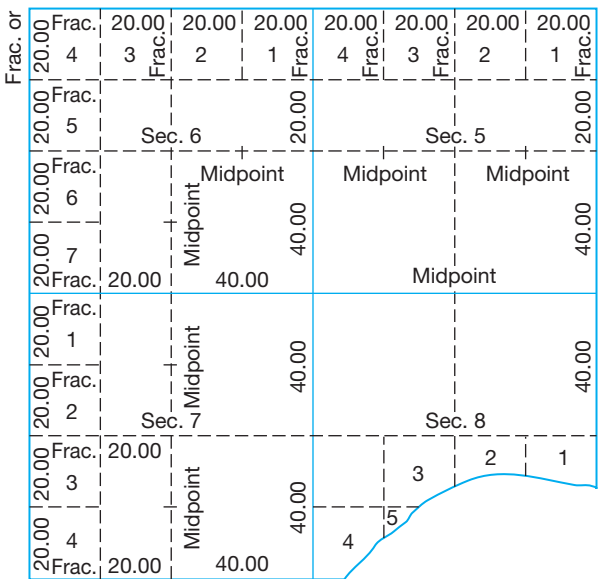 Frac. or
20.00 Frac. 20.00 20.00 20.00 20.00 20.00 20.00 20.00
4 3 Frac. 2 1 Frac. 4 Frac. 3 Frac. 2 1 Frac.
20.00 Frac. 20.00 20.00
5
Sec. 6 Sec. 5
20.00 Frac. Midpoint Midpoint Midpoint
6
Midpoint 40.00 40.00
20.00 7
Frac. 20.00 40.00 Midpoint
20.00 Frac.
1
Midpoint 40.00 40.00
20.00 Frac.
2
Sec. 7 Sec. 8
20.00 Frac. 20.00
3 3 2 1
Midpoint 40.00
20.00 4 4 5
Frac. 20.00 40.00